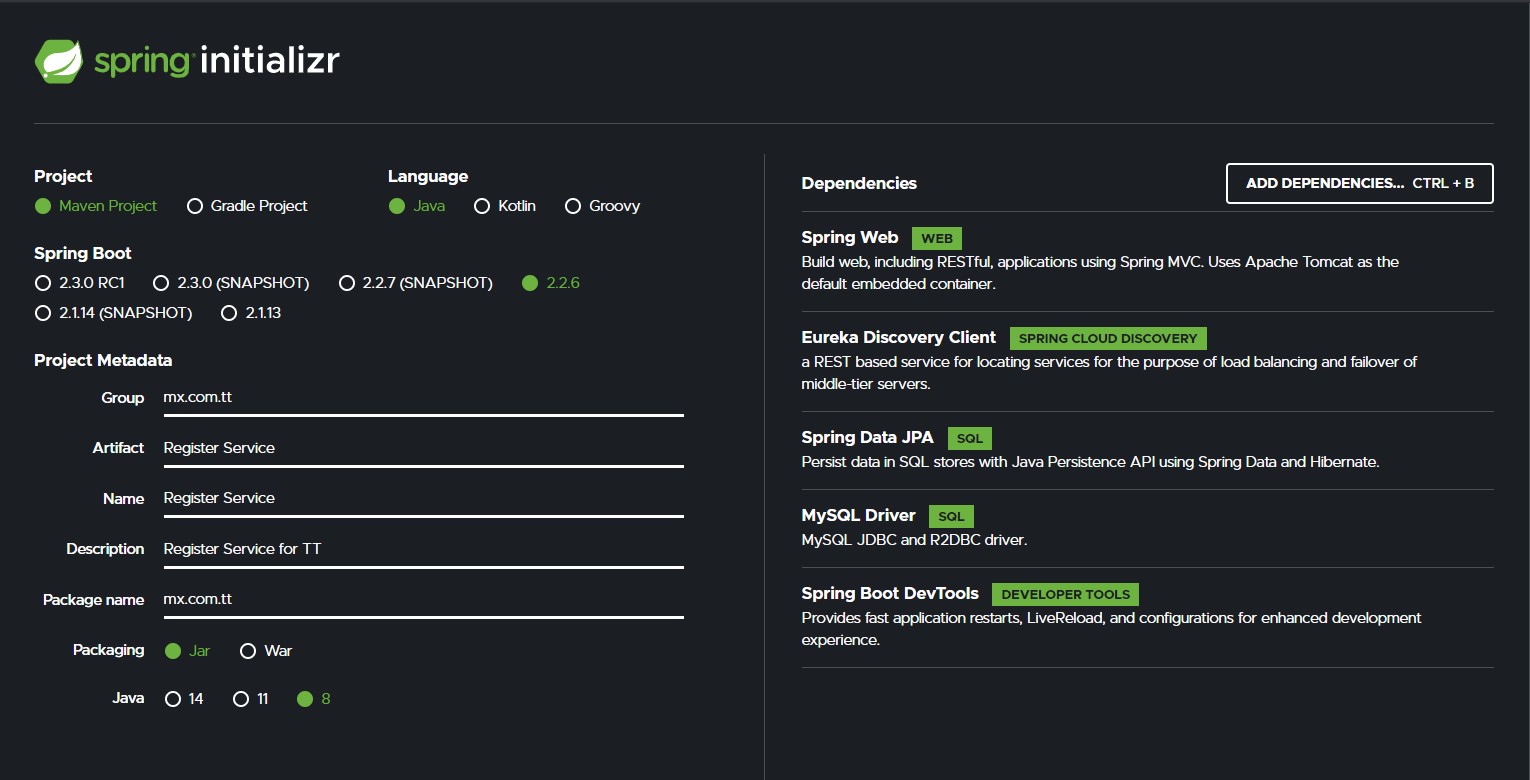 spring initializr
Project
Maven Project Gradle Project
Language
Java Kotlin Groovy
Spring Boot
2.3.0 RC1 2.3.0 (SNAPSHOT) 2.2.7 (SNAPSHOT) 2.2.6
2.1.14 (SNAPSHOT) 2.1.13
Project Metadata
Group mx.com.tt
Artifact Register Service
Name Register Service
Description Register Service for TT
Package name mx.com.tt
Packaging Jar War
Java 14 11 8
Dependencies ADD DEPENDENCIES... CTRL + B
Spring Web WEB
Build web, including RESTful, applications using Spring MVC. Uses Apache Tomcat as the
default embedded container.
Eureka Discovery Client SPRING CLOUD DISCOVERY
a REST based service for locating services for the purpose of load balancing and failover of
middle-tier servers.
Spring Data JPA SQL
Persist data in SQL stores with Java Persistence API using Spring Data and Hibernate.
MySQL Driver SQL
MySQL JDBC and R2DBC driver.
Spring Boot DevTools DEVELOPER TOOLS
Provides fast application restarts, LiveReload, and configurations for enhanced development
experience.